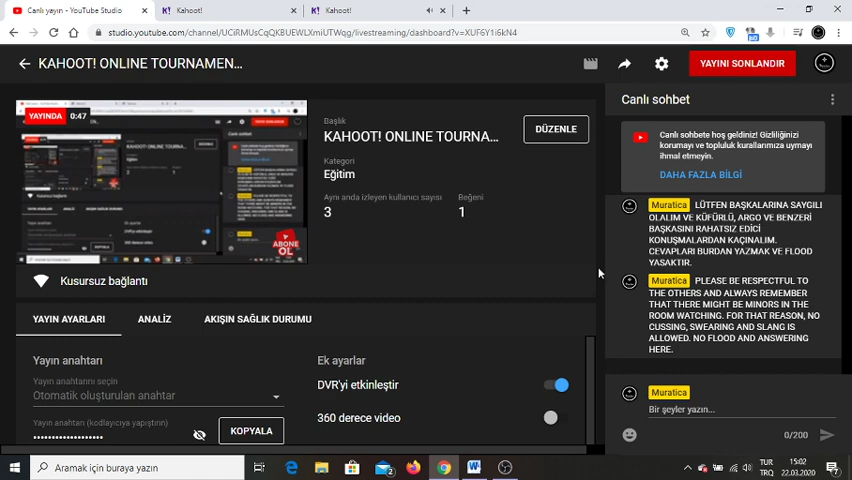 Canlı yayın - YouTube Studio
Kahoot!
Kahoot!
studio.youtube.com/channel/UCiRMUsCqQKBUEWLXmiUTWqg/livestreaming/dashboard?v=XUF6Y1i6kN4
KAHOOT! ONLINE TOURNAMEN...
YAYINI SONLANDIR
YAYINDA 0:47
ABONE
OL
Başlık
KAHOOT! ONLINE TOURNA...
DÜZENLE
Kategori
Eğitim
Aynı anda izleyen kullanıcı sayısı
Beğeni
3
1
Kusursuz bağlantı
YAYIN AYARLARI
ANALİZ
AKIŞIN SAĞLIK DURUMU
Yayın anahtarı
Yayın anahtarını seçin
Otomatik oluşturulan anahtar
Yayın anahtarı (kodlayıcıya yapıştırın)
KOPYALA
Ek ayarlar
DVR'yi etkinleştir
360 derece video
Canlı sohbet
Canlı sohbete hoş geldiniz! Gizliliğinizi
korumayı ve topluluk kurallarımıza uymayı
ihmal etmeyin.
DAHA FAZLA BİLGİ
Muratica LÜTFEN BAŞKALARINA SAYGILI
OLALIM VE KÜFÜRLÜ, ARGO VE BENZERİ
BAŞKASINI RAHATSIZ EDİCİ
KONUŞMALARDAN KAÇINALIM.
CEVAPLARI BURDAN YAZMAK VE FLOOD
YASAKTIR.
Muratica PLEASE BE RESPECTFUL TO
THE OTHERS AND ALWAYS REMEMBER
THAT THERE MIGHT BE MINORS IN THE
ROOM WATCHING. FOR THAT REASON, NO
CUSSING, SWEARING AND SLANG IS
ALLOWED. NO FLOOD AND ANSWERING
HERE.
Muratica
Bir şeyler yazın...
0/200
Aramak için buraya yazın
2
TUR
TRQ
15:02
22.03.2020
7